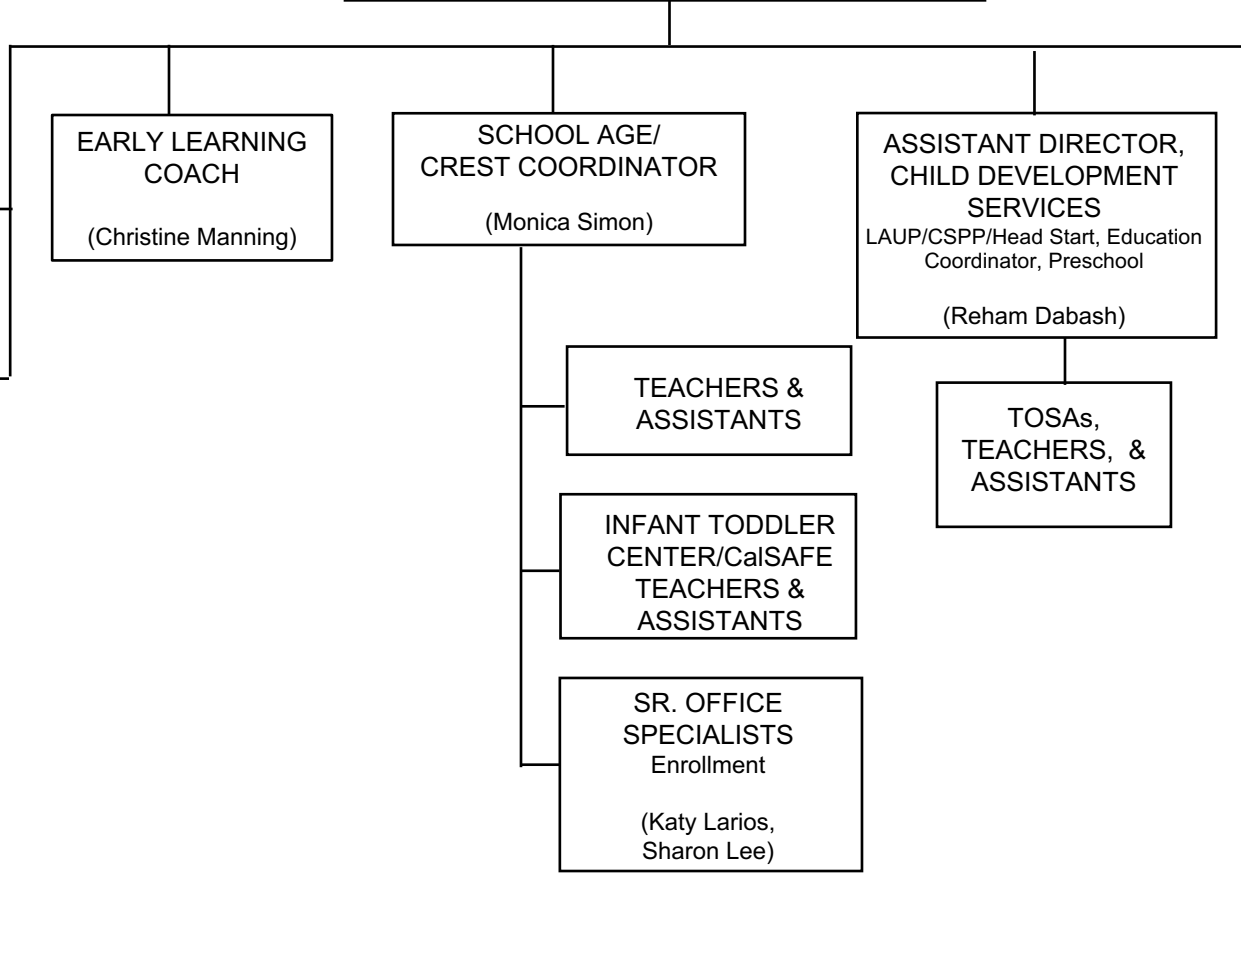 EARLY LEARNING
COACH
(Christine Manning)
SCHOOL AGE/
CREST COORDINATOR
(Monica Simon)
ASSISTANT DIRECTOR,
CHILD DEVELOPMENT
SERVICES
LAUP/CSPP/Head Start, Education
Coordinator, Preschool
(Reham Dabash)
TEACHERS &
ASSISTANTS
TOSAs,
TEACHERS, &
ASSISTANTS
INFANT TODDLER
CENTER/CalSAFE
TEACHERS &
ASSISTANTS
SR. OFFICE
SPECIALISTS
Enrollment
(Katy Larios,
Sharon Lee)